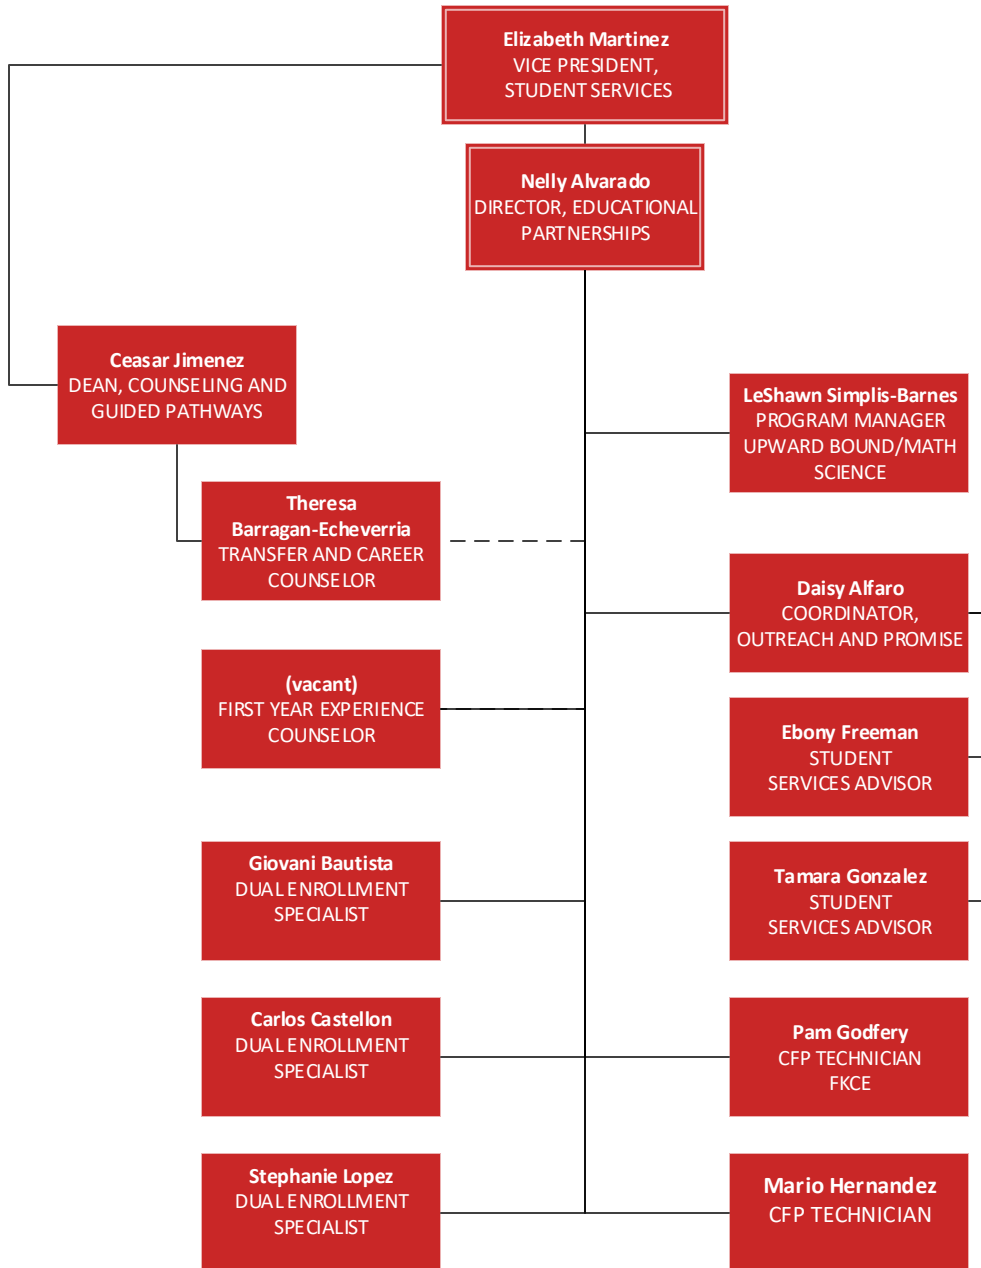 Elizabeth Martinez
VICE PRESIDENT,
STUDENT SERVICES
Nelly Alvarado
DIRECTOR, EDUCATIONAL
PARTNERSHIPS
Ceasar Jimenez
DEAN, COUNSELING AND
GUIDED PATHWAYS
LeShawn Simplis-Barnes
PROGRAM MANAGER
UPWARD BOUND/MATH
SCIENCE
Theresa
Barragan-Echeverria
TRANSFER AND CAREER
COUNSELOR
Daisy Alfaro
COORDINATOR,
OUTREACH AND PROMISE
(vacant)
FIRST YEAR EXPERIENCE
COUNSELOR
Ebony Freeman
STUDENT
SERVICES ADVISOR
Giovani Bautista
DUAL ENROLLMENT
SPECIALIST
Tamara Gonzalez
STUDENT
SERVICES ADVISOR
Carlos Castellon
DUAL ENROLLMENT
SPECIALIST
Pam Godfery
CFP TECHNICIAN
FKCE
Stephanie Lopez
DUAL ENROLLMENT
SPECIALIST
Mario Hernandez
CFP TECHNICIAN